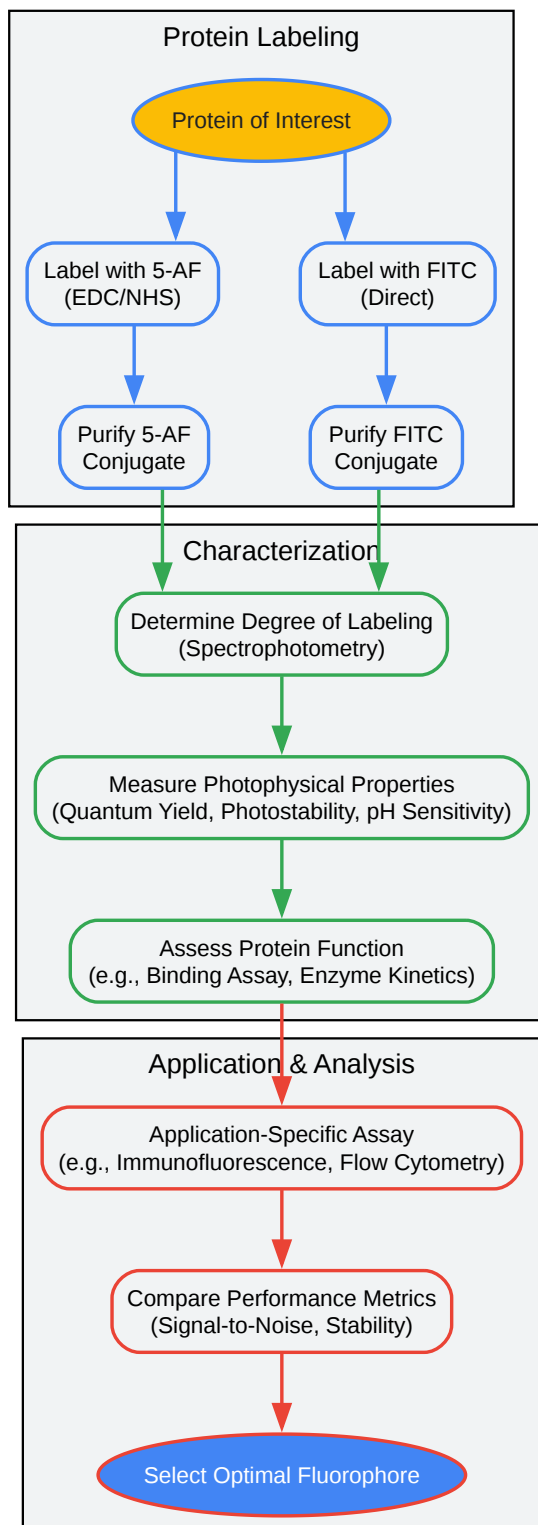 Protein Labeling
Protein of Interest
Label with 5-AF
(EDC/NHS)
Label with FITC
(Direct)
Purify 5-AF
Conjugate
Purify FITC
Conjugate
Characterization
Determine Degree of Labeling
(Spectrophotometry)
Measure Photophysical Properties
(Quantum Yield, Photostability, pH Sensitivity)
Assess Protein Function
(e.g., Binding Assay, Enzyme Kinetics)
Application & Analysis
Application-Specific Assay
(e.g., Immunofluorescence, Flow Cytometry)
Compare Performance Metrics
(Signal-to-Noise, Stability)
Select Optimal Fluorophore